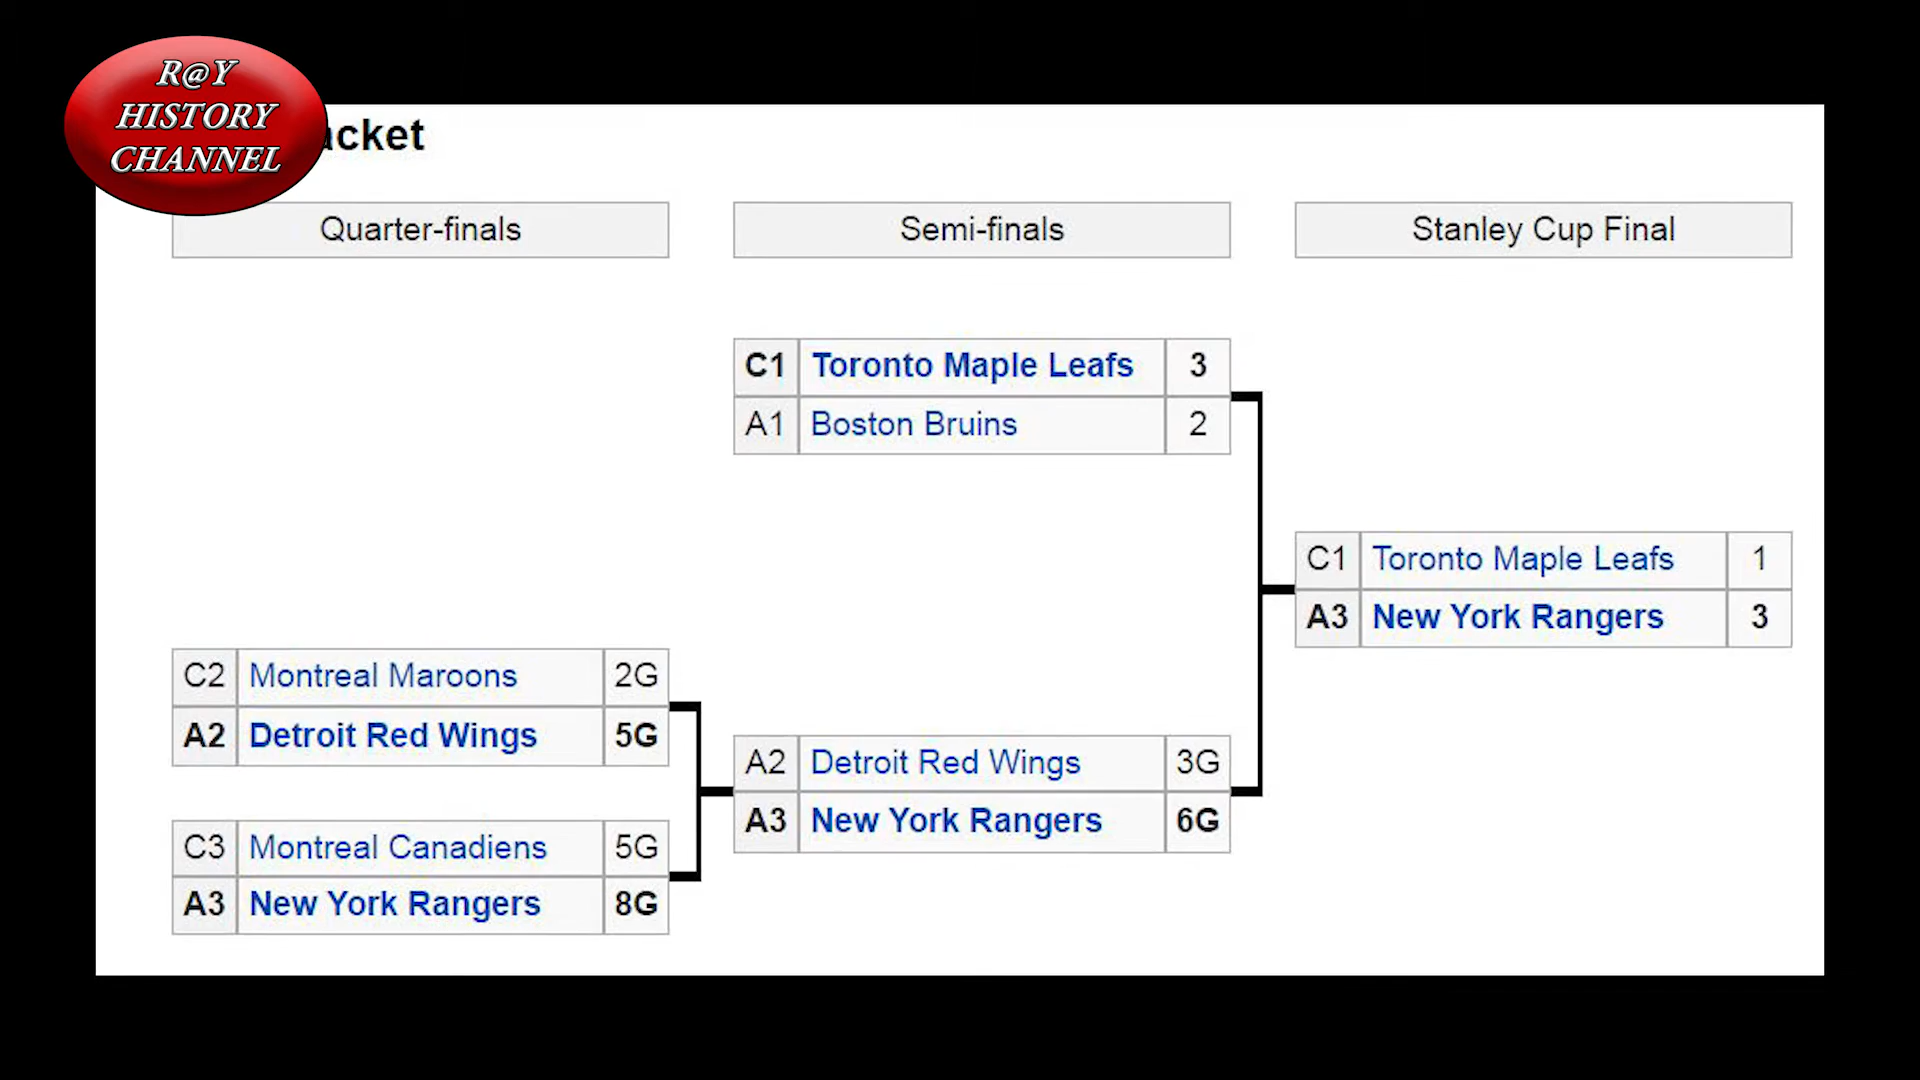 R@Y
HISTORY
CHANNEL
acket
Quarter-finals
Semi-finals
Stanley Cup Final
C1 Toronto Maple Leafs 3
A1 Boston Bruins 2
C1 Toronto Maple Leafs 1
A3 New York Rangers 3
C2 Montreal Maroons 2G
A2 Detroit Red Wings 5G
A2 Detroit Red Wings 3G
A3 New York Rangers 6G
C3 Montreal Canadiens 5G
A3 New York Rangers 8G